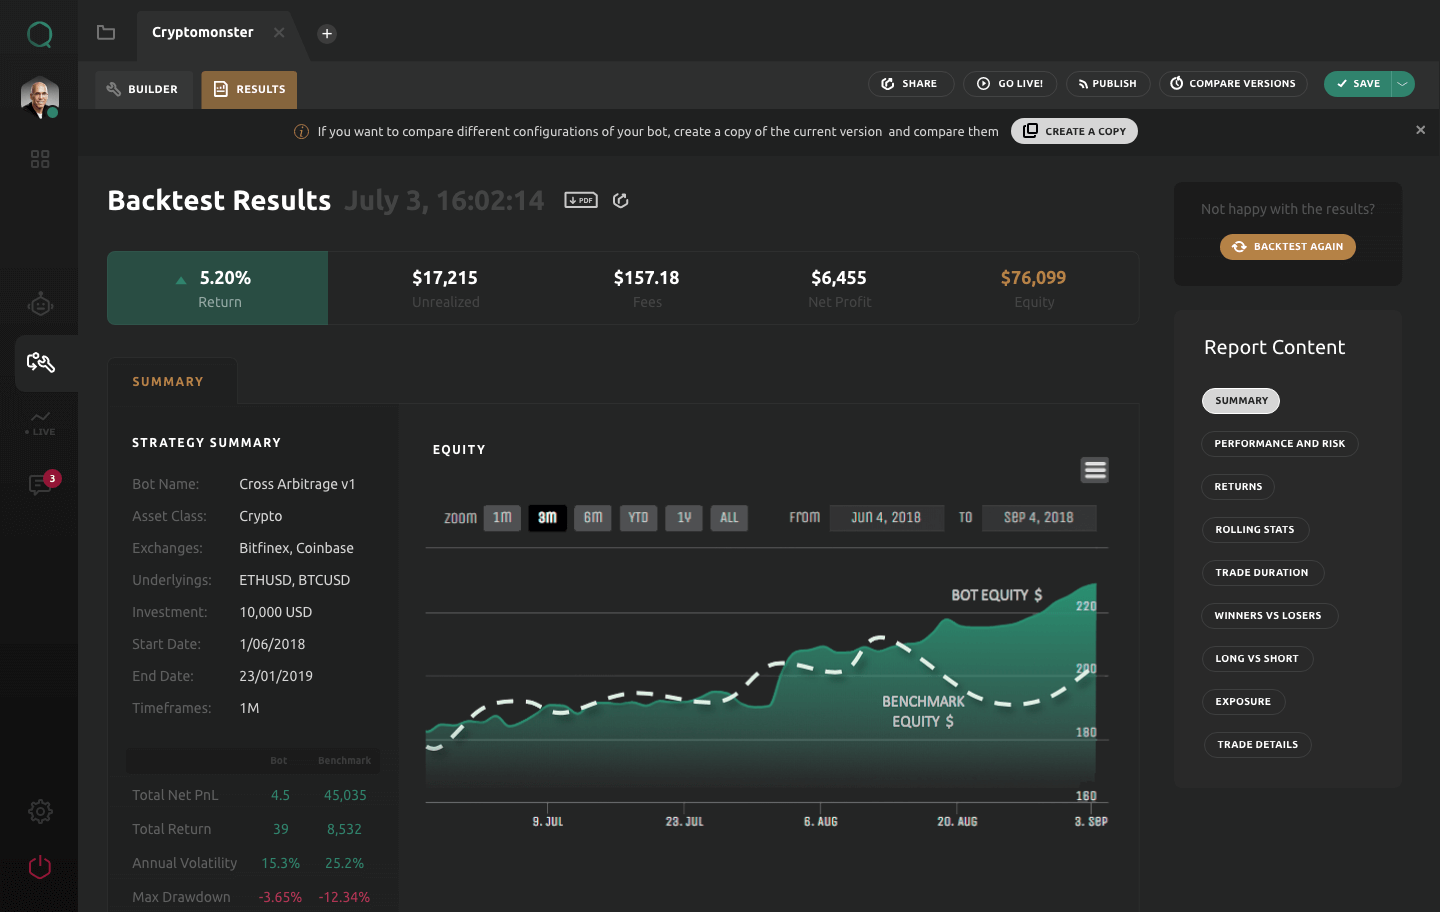 Cryptomonster
BUILDER
RESULTS
SHARE
GO LIVE!
PUBLISH
COMPARE VERSIONS
SAVE
If you want to compare different configurations of your bot, create a copy of the current version and compare them
CREATE A COPY
Backtest Results July 3, 16:02:14
PDF
Not happy with the results?
BACKTEST AGAIN
5.20%
Return
$17,215
Unrealized
$157.18
Fees
$6,455
Net Profit
$76,099
Equity
LIVE
3
SUMMARY
STRATEGY SUMMARY
Bot Name: Cross Arbitrage v1
Asset Class: Crypto
Exchanges: Bitfinex, Coinbase
Underlyings: ETHUSD, BTCUSD
Investment: 10,000 USD
Start Date: 1/06/2018
End Date: 23/01/2019
Timeframes: 1M
Bot Benchmark
Total Net PnL 4.5 45,035
Total Return 39 8,532
Annual Volatility 15.3% 25.2%
Max Drawdown -3.65% -12.34%
EQUITY
Zoom 1m 3m 6m YTD 1Y ALL From Jun 4, 2018 To Sep 4, 2018
BOT EQUITY $
220
200
BENCHMARK
EQUITY $
180
160
9. JUL 23. JUL 6. AUG 20. AUG 3. Sep
Report Content
SUMMARY
PERFORMANCE AND RISK
RETURNS
ROLLING STATS
TRADE DURATION
WINNERS VS LOSERS
LONG VS SHORT
EXPOSURE
TRADE DETAILS